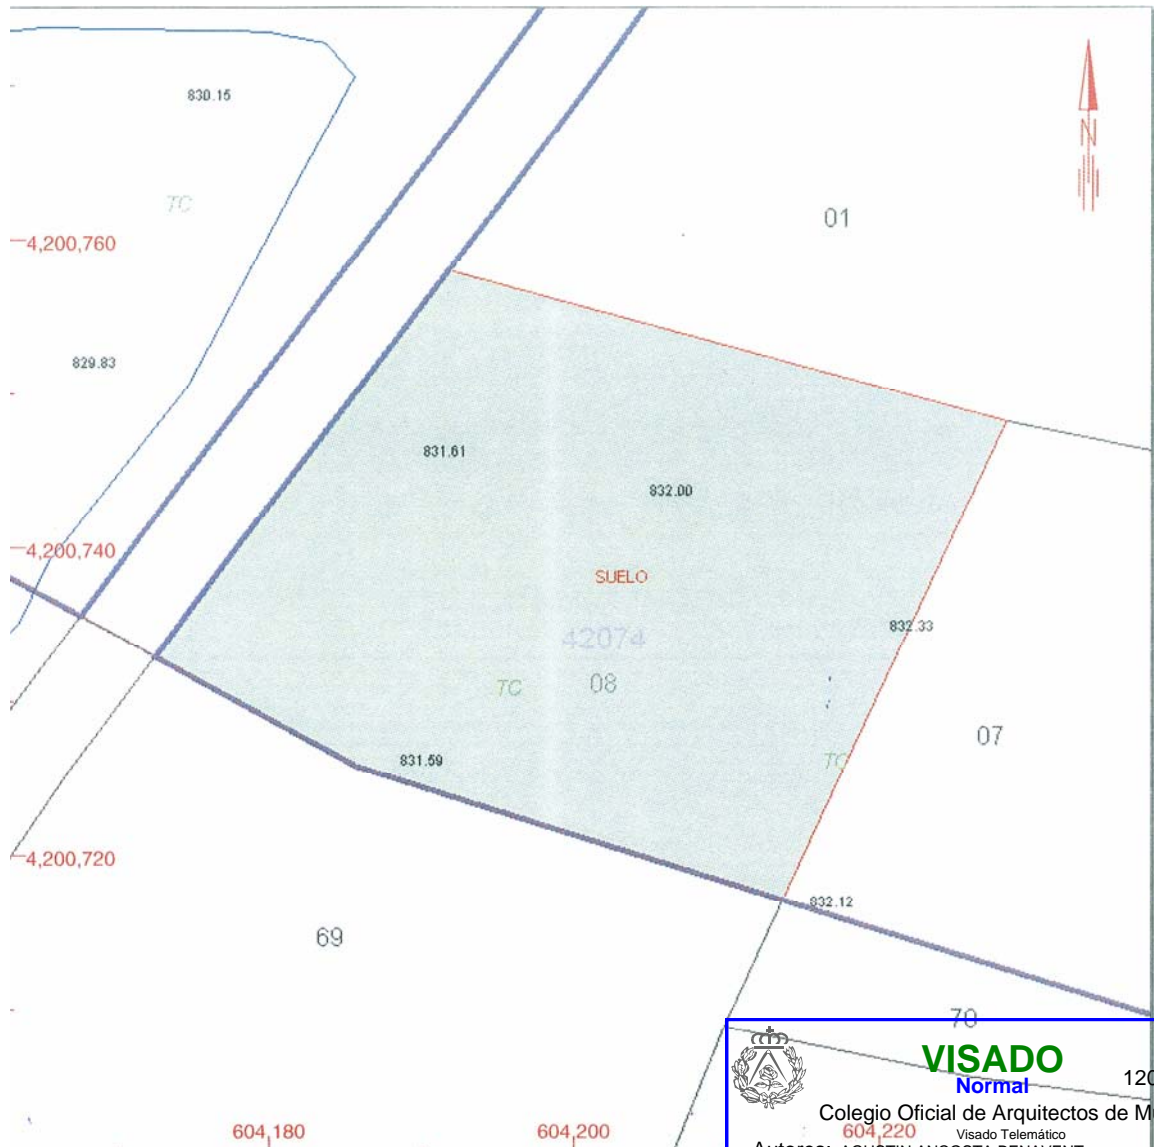 830.15
TC
N
01
4,200,760
829.83
831.61
832.00
4,200,740
SUELO
832.33
42074
TC
08
07
831.59
TC
4,200,720
832.12
69
70
VISADO
Normal
120
Colegio Oficial de Arquitectos de M
604,180
604,200
604,220
Visado Telemático